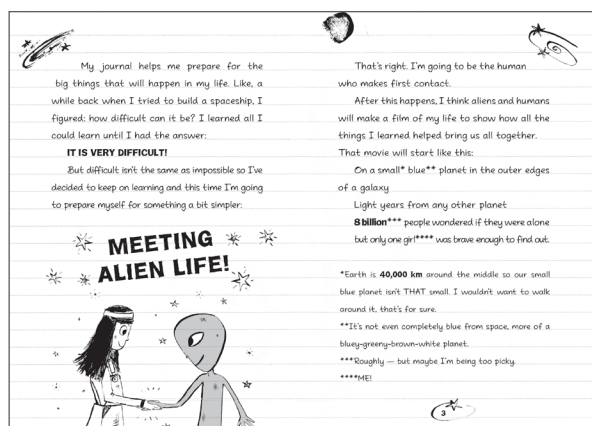 My journal helps me prepare for the
big things that will happen in my life. Like, a
while back when I tried to build a spaceship, I
figured: how difficult can it be? I learned all I
could learn until I had the answer:
IT IS VERY DIFFICULT!
But difficult isn't the same as impossible so I've
decided to keep on learning and this time I'm going
to prepare myself for something a bit simpler:
MEETING
ALIEN LIFE!
That's right. I'm going to be the human
who makes first contact.
After this happens, I think aliens and humans
will make a film of my life to show how all the
things I learned helped bring us all together.
That movie will start like this:
On a small* blue** planet in the outer edges
of a galaxy
Light years from any other planet
8 billion*** people wondered if they were alone
but only one girl**** was brave enough to find out.
*Earth is 40,000 km around the middle so our small
blue planet isn't THAT small. I wouldn't want to walk
around it, that's for sure.
**It's not even completely blue from space, more of a
bluey-greeny-brown-white planet.
***Roughly — but maybe I'm being too picky.
****ME!
3